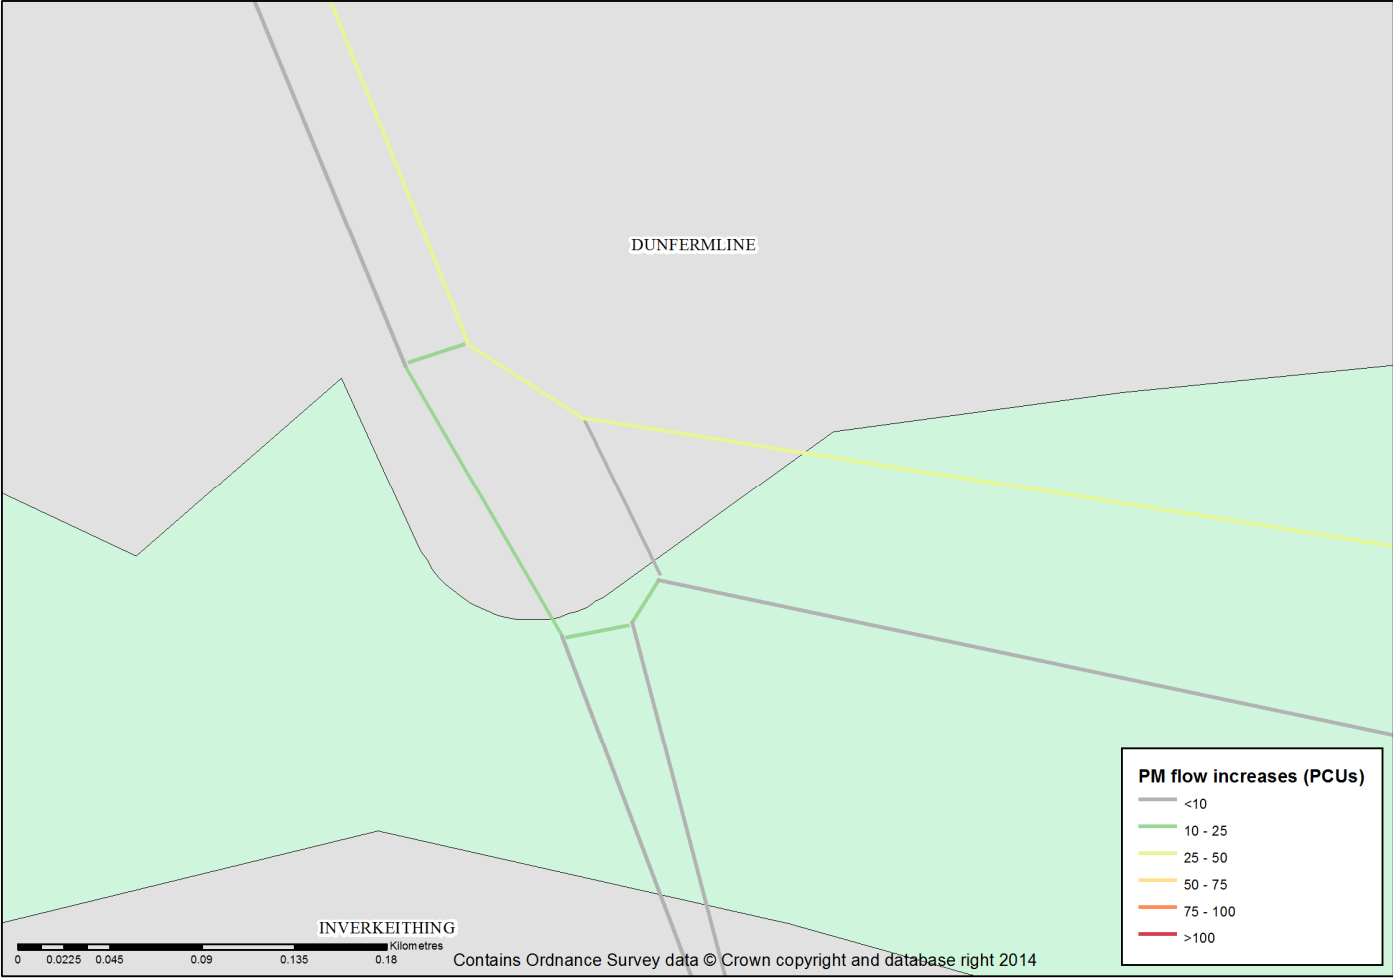 DUNFERMLINE
PM flow increases (PCUs)
<10
10 - 25
25 - 50
50 - 75
75 - 100
>100
INVERKEITHING
Kilometres
0 0.0225 0.045 0.09 0.135 0.18
Contains Ordnance Survey data © Crown copyright and database right 2014